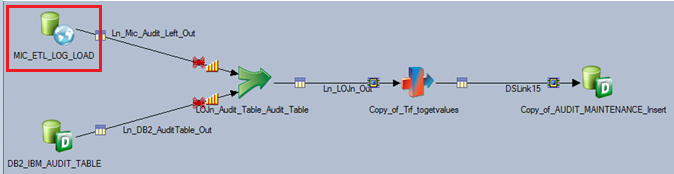 Ln_Mic_Audit_Left_Out
MIC_ETL_LOG_LOAD
Ln_LOJn_Out
DSLink15
LOJn_Audit_Table_Audit_Table
Copy_of_Trf_togetvalues
Copy_of_AUDIT_MAINTENANCE_Insert
Ln_DB2_AuditTable_Out
DB2_IBM_AUDIT_TABLE